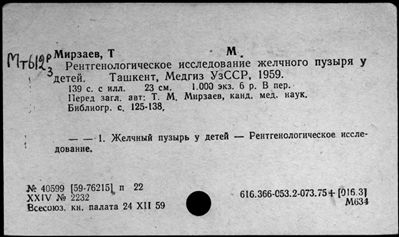 Мт612р
3
Мирзаев, Т М.
Рентгенологическое исследование желчного пузыря у
детей. Ташкент, Медгиз УзССР, 1959.
139 с. с илл. 23 см. 1.000 экз. 6 р. В пер.
Перед загл. авт: Т. М. Мирзаев, канд. мед. наук.
Библиогр. с. 125-138.
— — 1. Желчный пузырь у детей — Рентгенологическое иссле-
дование.
№ 40599 [59-76215] п 22
XXIV № 2232
Всесоюз. кн. палата 24 XII 59
616.366-053.2-073.75+[016.3]
М634